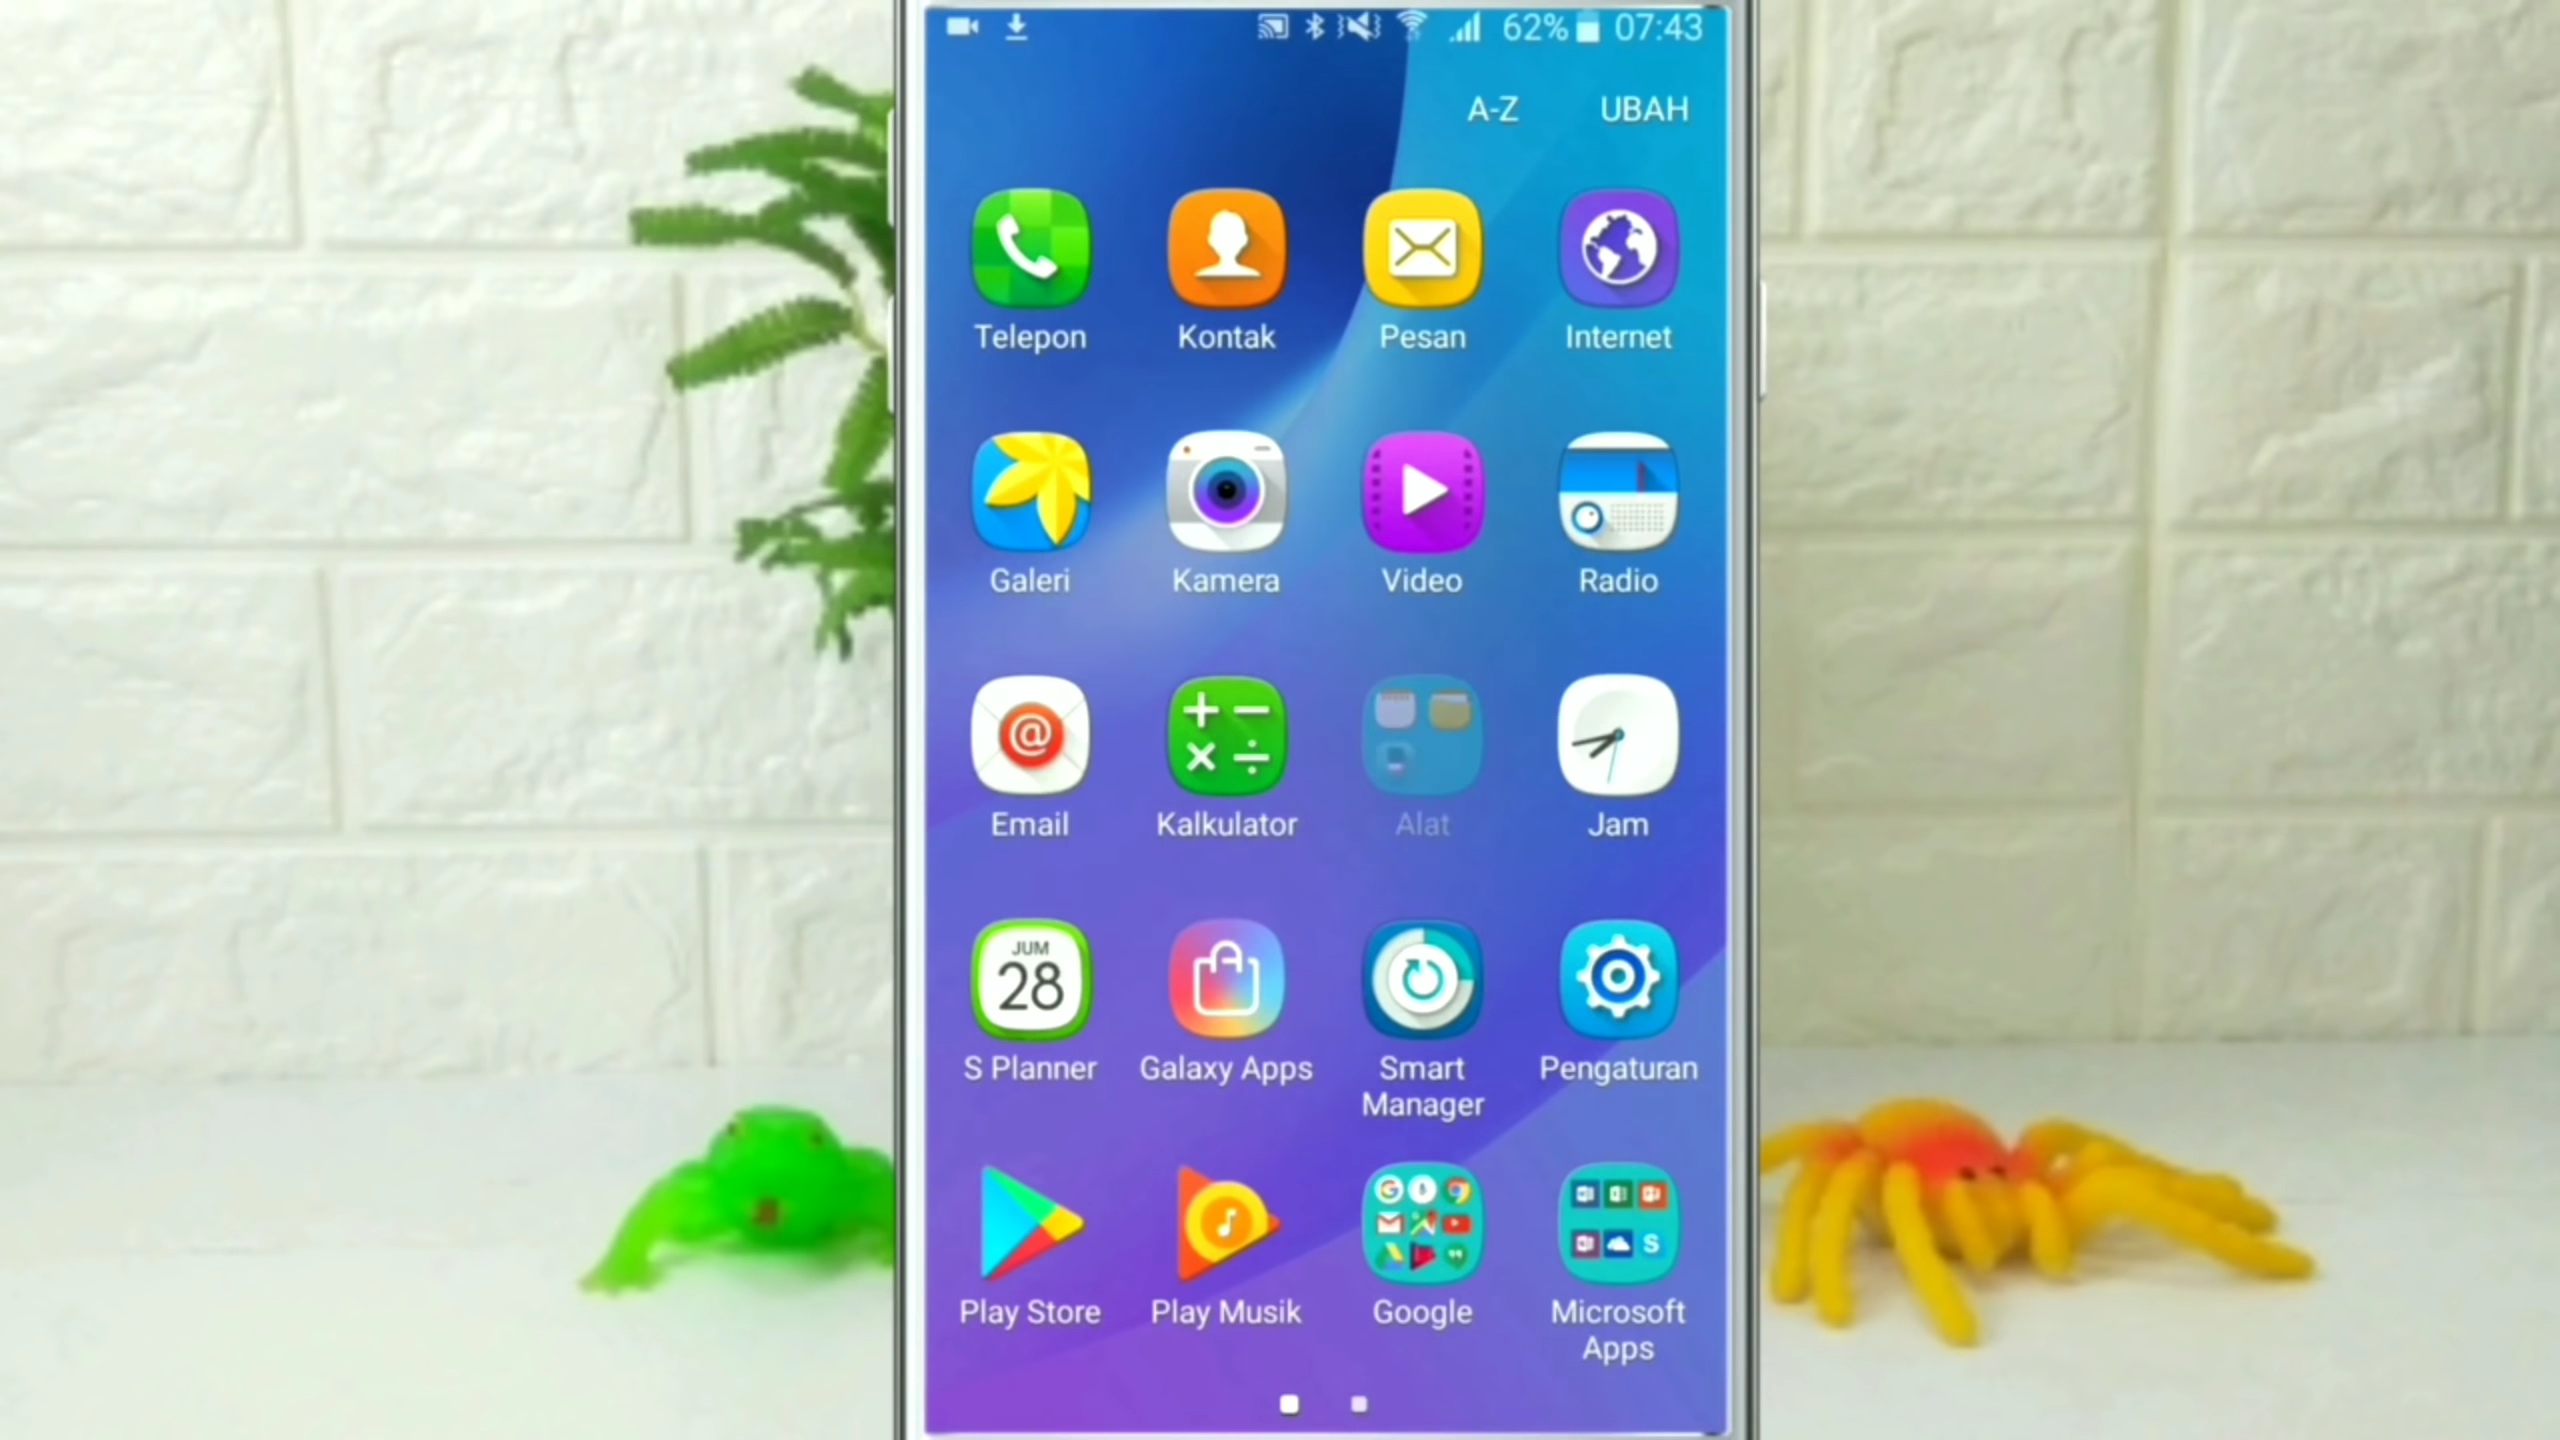 62% 07:43
A-Z UBAH
Telepon Kontak Pesan Internet
Galeri Kamera Video Radio
Email Kalkulator Alat Jam
JUM
28
S Planner Galaxy Apps Smart Manager Pengaturan
Play Store Play Musik Google Microsoft Apps